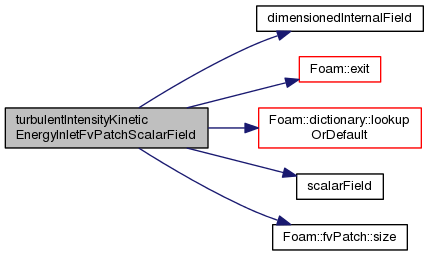 dimensionedInternalField
Foam::exit
turbulentIntensityKinetic
EnergyInletFvPatchScalarField
Foam::dictionary::lookup
OrDefault
scalarField
Foam::fvPatch::size